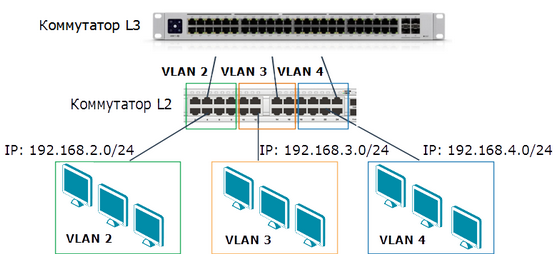 Коммутатор L3
VLAN 2 VLAN 3 VLAN 4
Коммутатор L2
IP: 192.168.2.0/24 IP: 192.168.3.0/24 IP: 192.168.4.0/24
VLAN 2 VLAN 3 VLAN 4